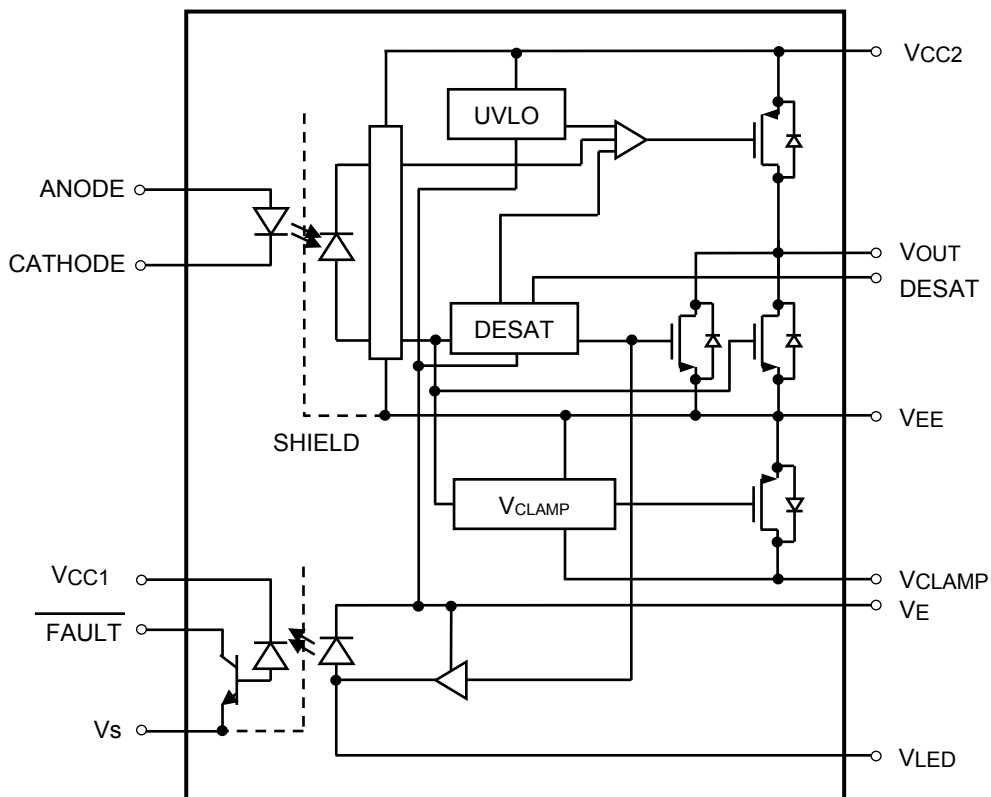 VCC2
UVLO
ANODE
CATHODE
VOUT
DESAT
DESAT
VEE
SHIELD
VCLAMP
VCC1
VCLAMP
VE
FAULT
Vs
VLED